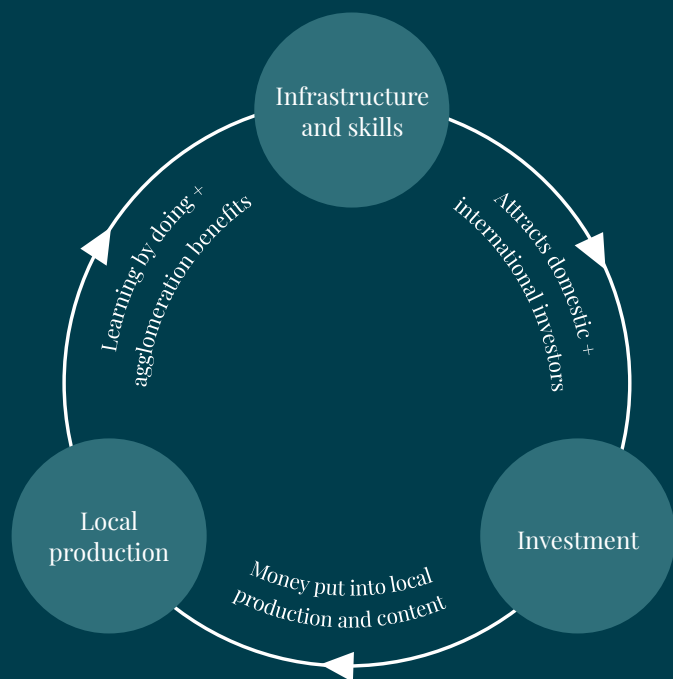 Infrastructure
and skills
Attracts domestic +
international investors
Investment
Money put into local
production and content
Local
production
Learning by doing +
agglomeration benefits